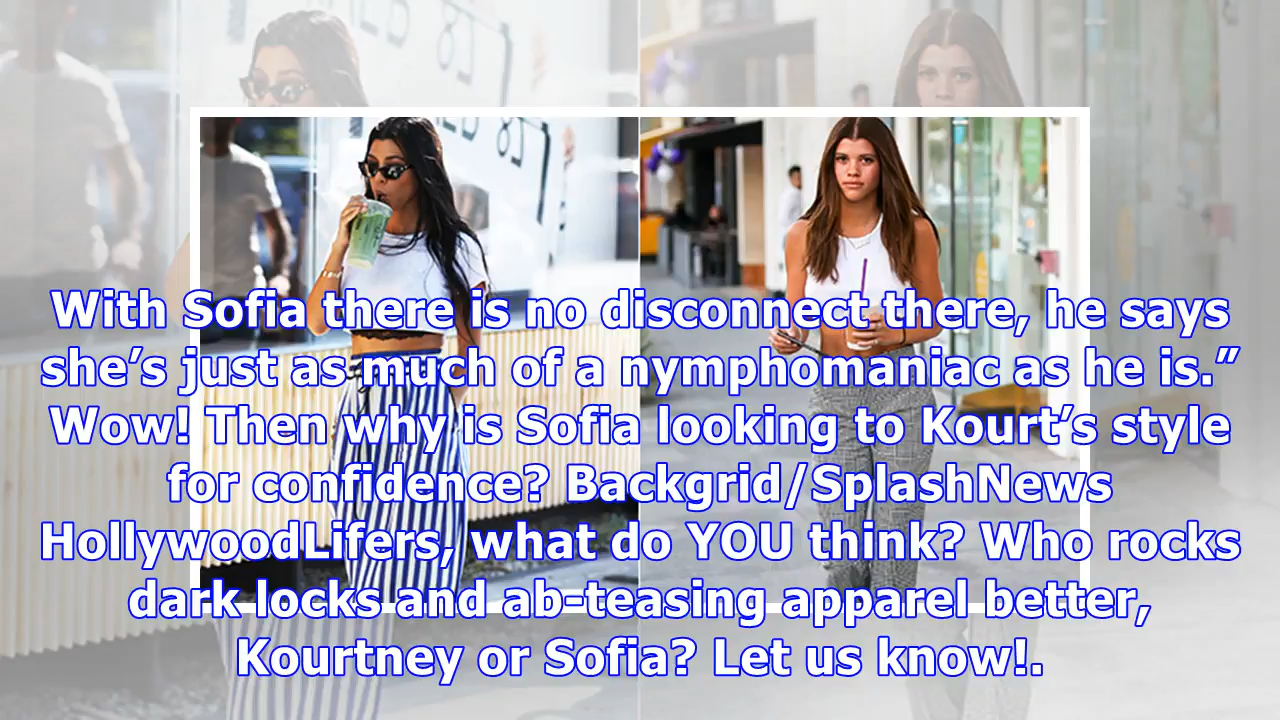 With Sofia there is no disconnect there, he says
she’s just as much of a nymphomaniac as he is.”
Wow! Then why is Sofia looking to Kourt’s style
for confidence? Backgrid/SplashNews
HollywoodLifers, what do YOU think? Who rocks
dark locks and ab-teasing apparel better,
Kourtney or Sofia? Let us know!.